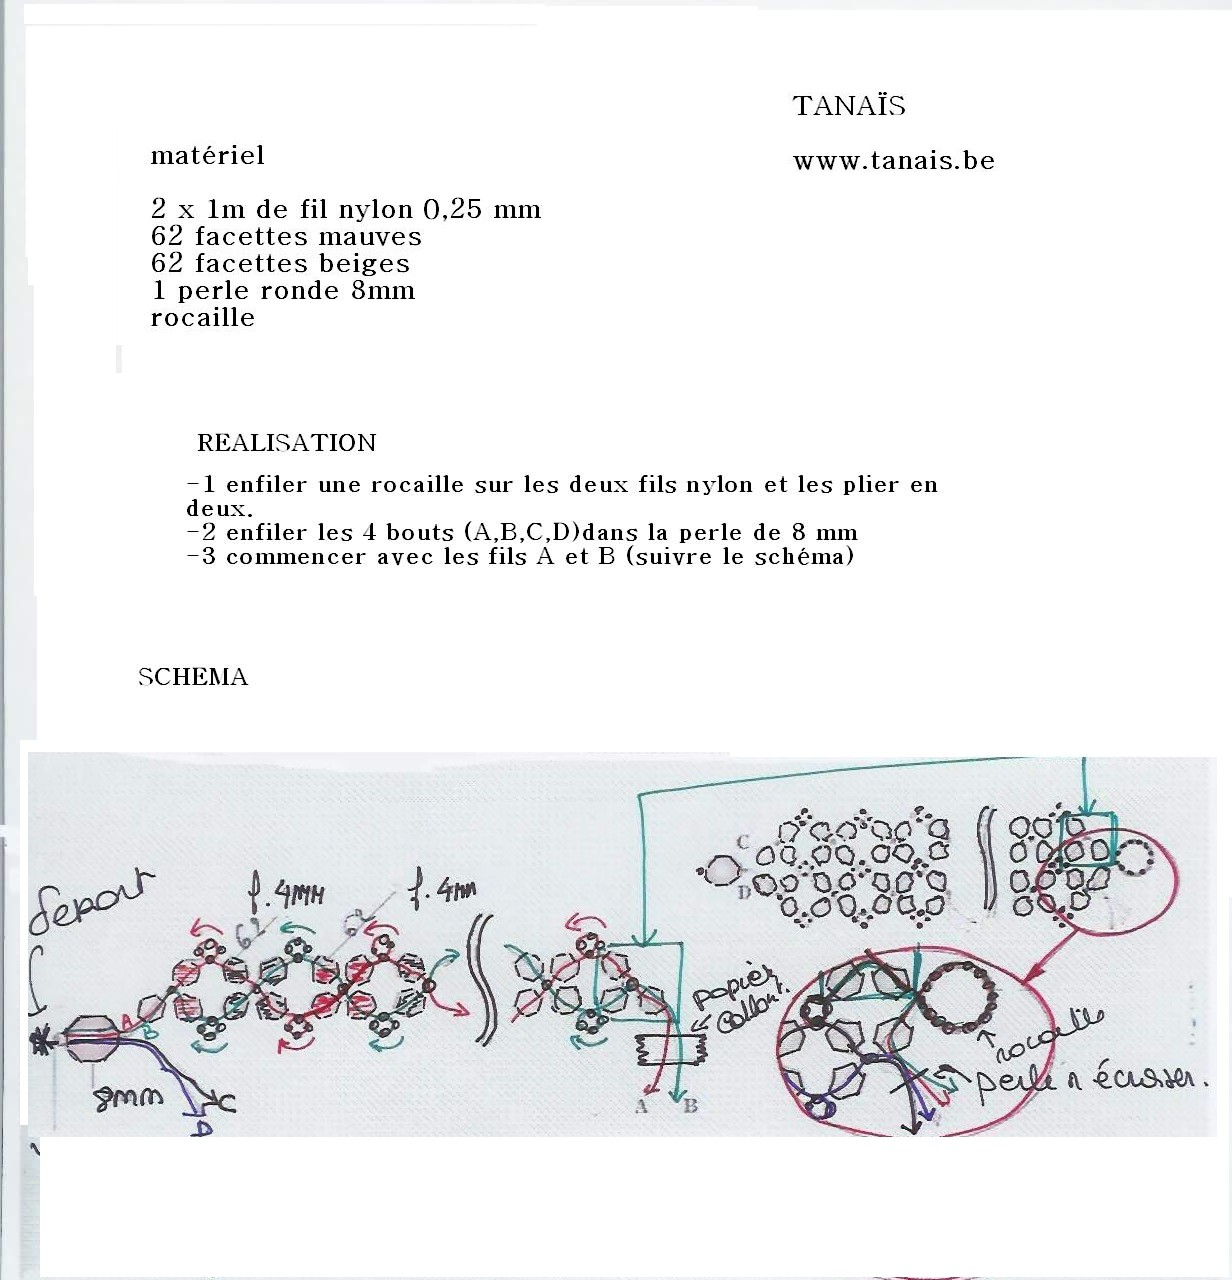 TANAÏS
www.tanais.be
matériel
2 x 1m de fil nylon 0,25 mm
62 facettes mauves
62 facettes beiges
1 perle ronde 8mm
rocaille
REALISATION
-1 enfiler une rocaille sur les deux fils nylon et les plier en
deux.
-2 enfiler les 4 bouts (A,B,C,D)dans la perle de 8 mm
-3 commencer avec les fils A et B (suivre le schéma)
SCHEMA
C
D
f. 4mm
f. 4mm
62
62
papier
collant.
A
B
8mm
C
D
A B
rocaille
perle à écraser.